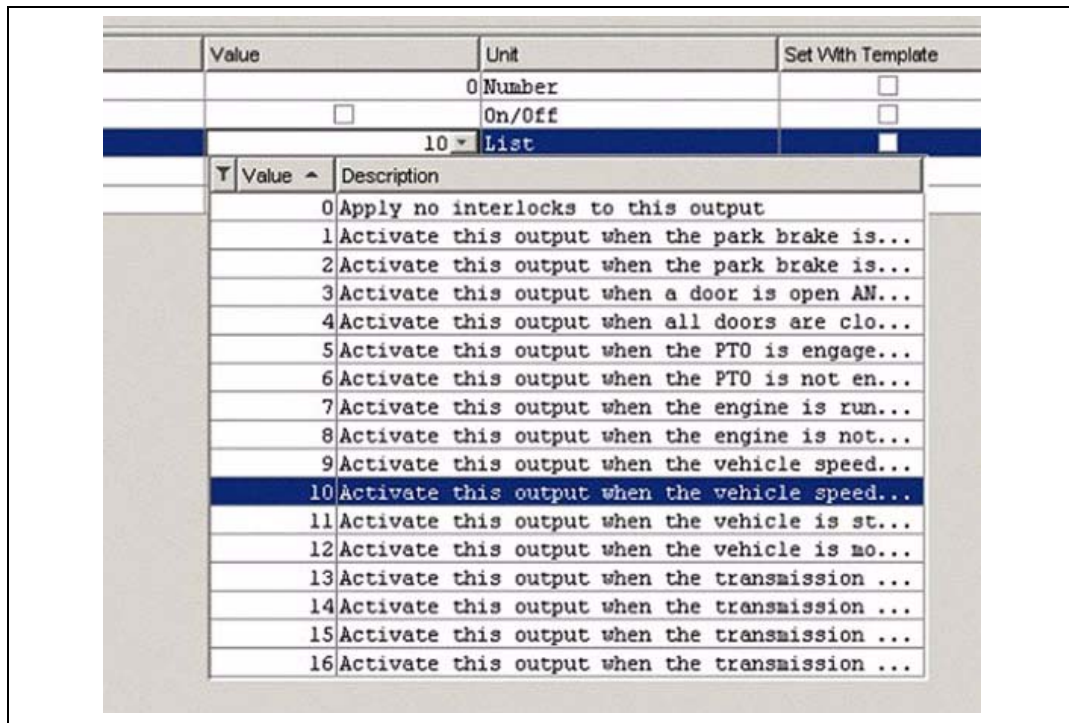 Value Unit Set With Template
0 Number
On/Off
10 List
Value Description
0 Apply no interlocks to this output
1 Activate this output when the park brake is...
2 Activate this output when the park brake is...
3 Activate this output when a door is open AN...
4 Activate this output when all doors are clo...
5 Activate this output when the PTO is engage...
6 Activate this output when the PTO is not en...
7 Activate this output when the engine is run...
8 Activate this output when the engine is not...
9 Activate this output when the vehicle speed...
10 Activate this output when the vehicle speed...
11 Activate this output when the vehicle is st...
12 Activate this output when the vehicle is mo...
13 Activate this output when the transmission ...
14 Activate this output when the transmission ...
15 Activate this output when the transmission ...
16 Activate this output when the transmission ...